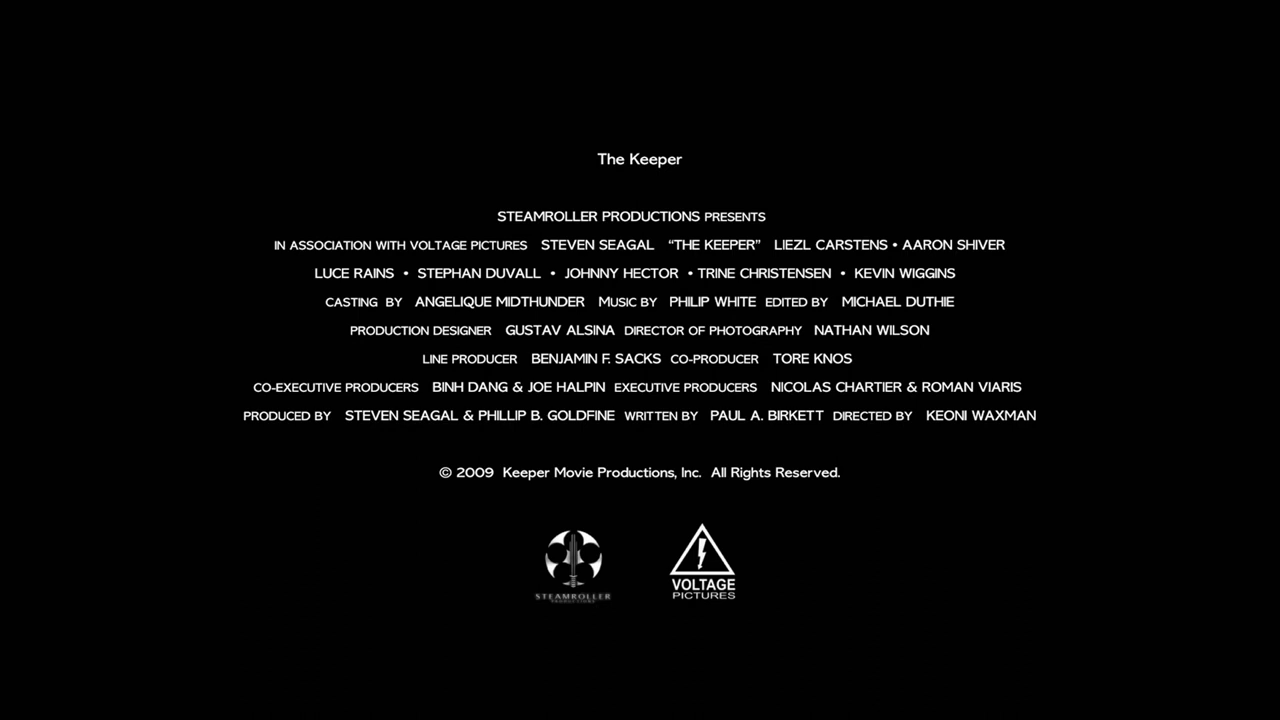 The Keeper
STEAMROLLER PRODUCTIONS PRESENTS
IN ASSOCIATION WITH VOLTAGE PICTURES STEVEN SEAGAL “THE KEEPER” LIEZL CARSTENS • AARON SHIVER
LUCE RAINS • STEPHAN DUVALL • JOHNNY HECTOR • TRINE CHRISTENSEN • KEVIN WIGGINS
CASTING BY ANGELIQUE MIDTHUNDER MUSIC BY PHILIP WHITE EDITED BY MICHAEL DUTHIE
PRODUCTION DESIGNER GUSTAV ALSINA DIRECTOR OF PHOTOGRAPHY NATHAN WILSON
LINE PRODUCER BENJAMIN F. SACKS CO-PRODUCER TORE KNOS
CO-EXECUTIVE PRODUCERS BINH DANG & JOE HALPIN EXECUTIVE PRODUCERS NICOLAS CHARTIER & ROMAN VIARIS
PRODUCED BY STEVEN SEAGAL & PHILLIP B. GOLDFINE WRITTEN BY PAUL A. BIRKETT DIRECTED BY KEONI WAXMAN
© 2009 Keeper Movie Productions, Inc. All Rights Reserved.
STEAMROLLER
PRODUCTIONS
VOLTAGE
PICTURES